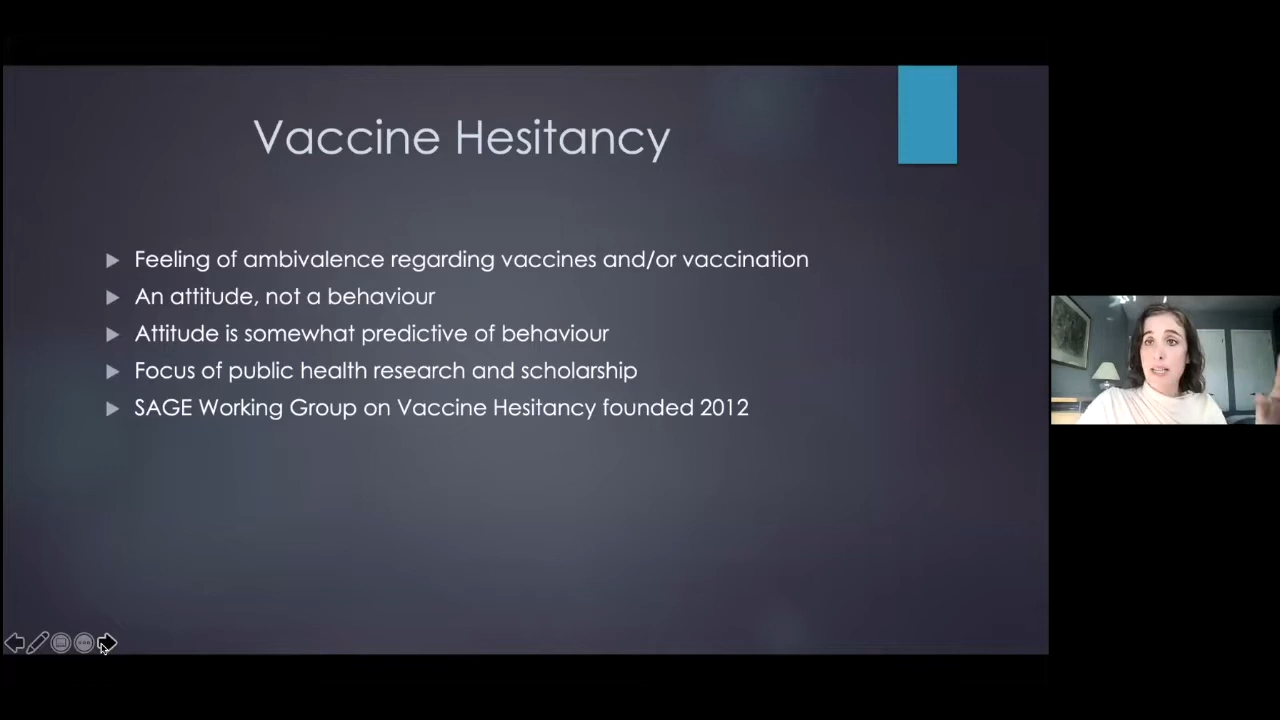 Vaccine Hesitancy
Feeling of ambivalence regarding vaccines and/or vaccination
An attitude, not a behaviour
Attitude is somewhat predictive of behaviour
Focus of public health research and scholarship
SAGE Working Group on Vaccine Hesitancy founded 2012